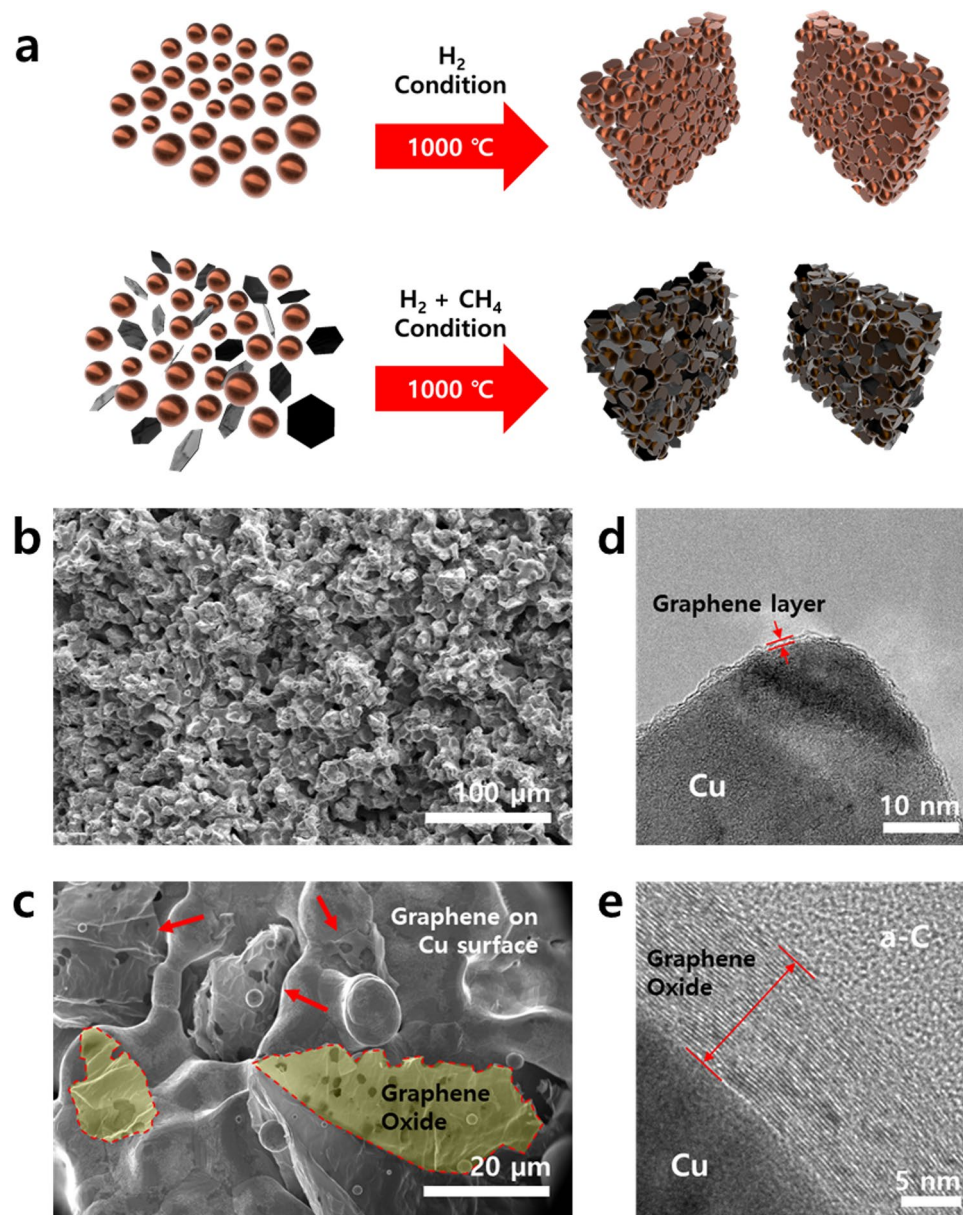 a
H2
Condition
1000 ℃
H2 + CH4
Condition
1000 ℃
b
100 μm
c
Graphene on
Cu surface
Graphene
Oxide
20 μm
d
Graphene layer
Cu
10 nm
e
a-C
Graphene
Oxide
Cu
5 nm